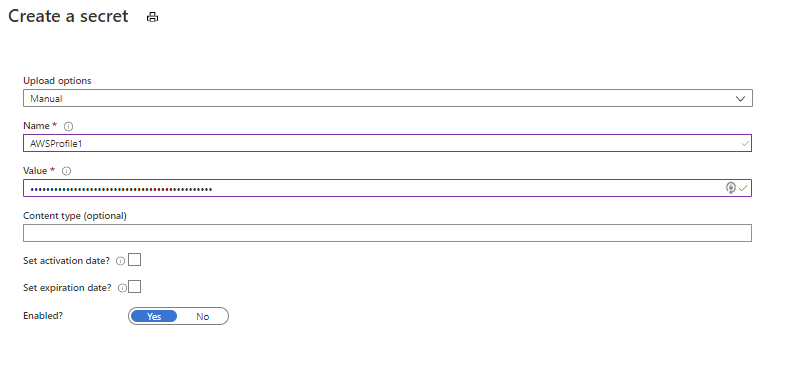 Create a secret
Upload options
Manual
Name *
AWSProfile1
Value *
••••••••••••••••••••••••••••••••••••••••••••••
Content type (optional)
Set activation date?
Set expiration date?
Enabled?
Yes No